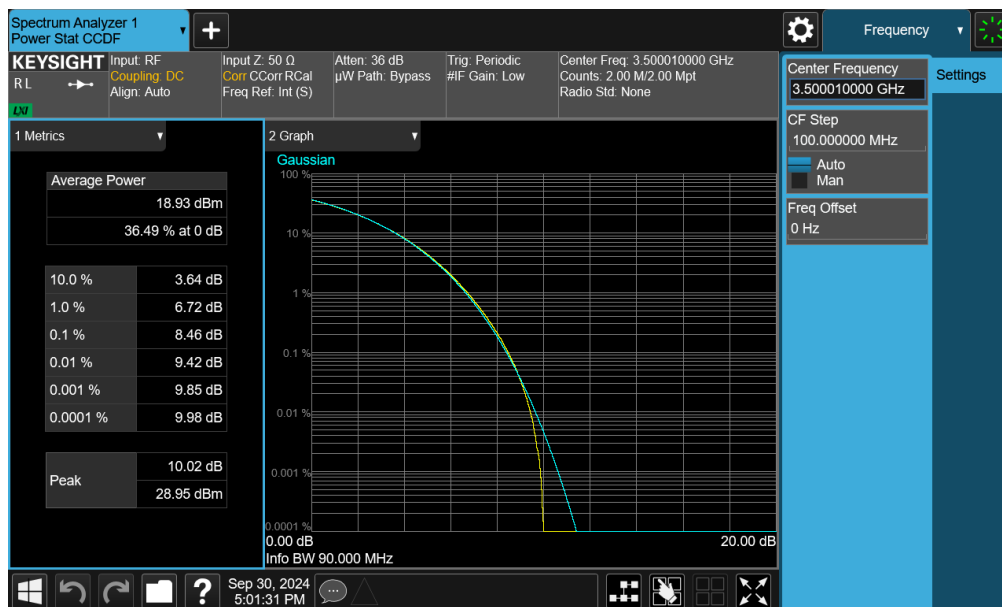 Spectrum Analyzer 1
Power Stat CCDF
+
Frequency
KEYSIGHT
R L
LXI
Input: RF
Coupling: DC
Align: Auto
Input Z: 50 Ω
Corr CCorr RCal
Freq Ref: Int (S)
Atten: 36 dB
µW Path: Bypass
Trig: Periodic
#IF Gain: Low
Center Freq: 3.500010000 GHz
Counts: 2.00 M/2.00 Mpt
Radio Std: None
Center Frequency
3.500010000 GHz
Settings
CF Step
100.000000 MHz
Auto
Man
Freq Offset
0 Hz
1 Metrics
Average Power
18.93 dBm
36.49 % at 0 dB
10.0 % 3.64 dB
1.0 % 6.72 dB
0.1 % 8.46 dB
0.01 % 9.42 dB
0.001 % 9.85 dB
0.0001 % 9.98 dB
Peak
10.02 dB
28.95 dBm
2 Graph
Gaussian
100 %
10 %
1 %
0.1 %
0.01 %
0.001 %
0.0001 %
0.00 dB 20.00 dB
Info BW 90.000 MHz
?
Sep 30, 2024
5:01:31 PM